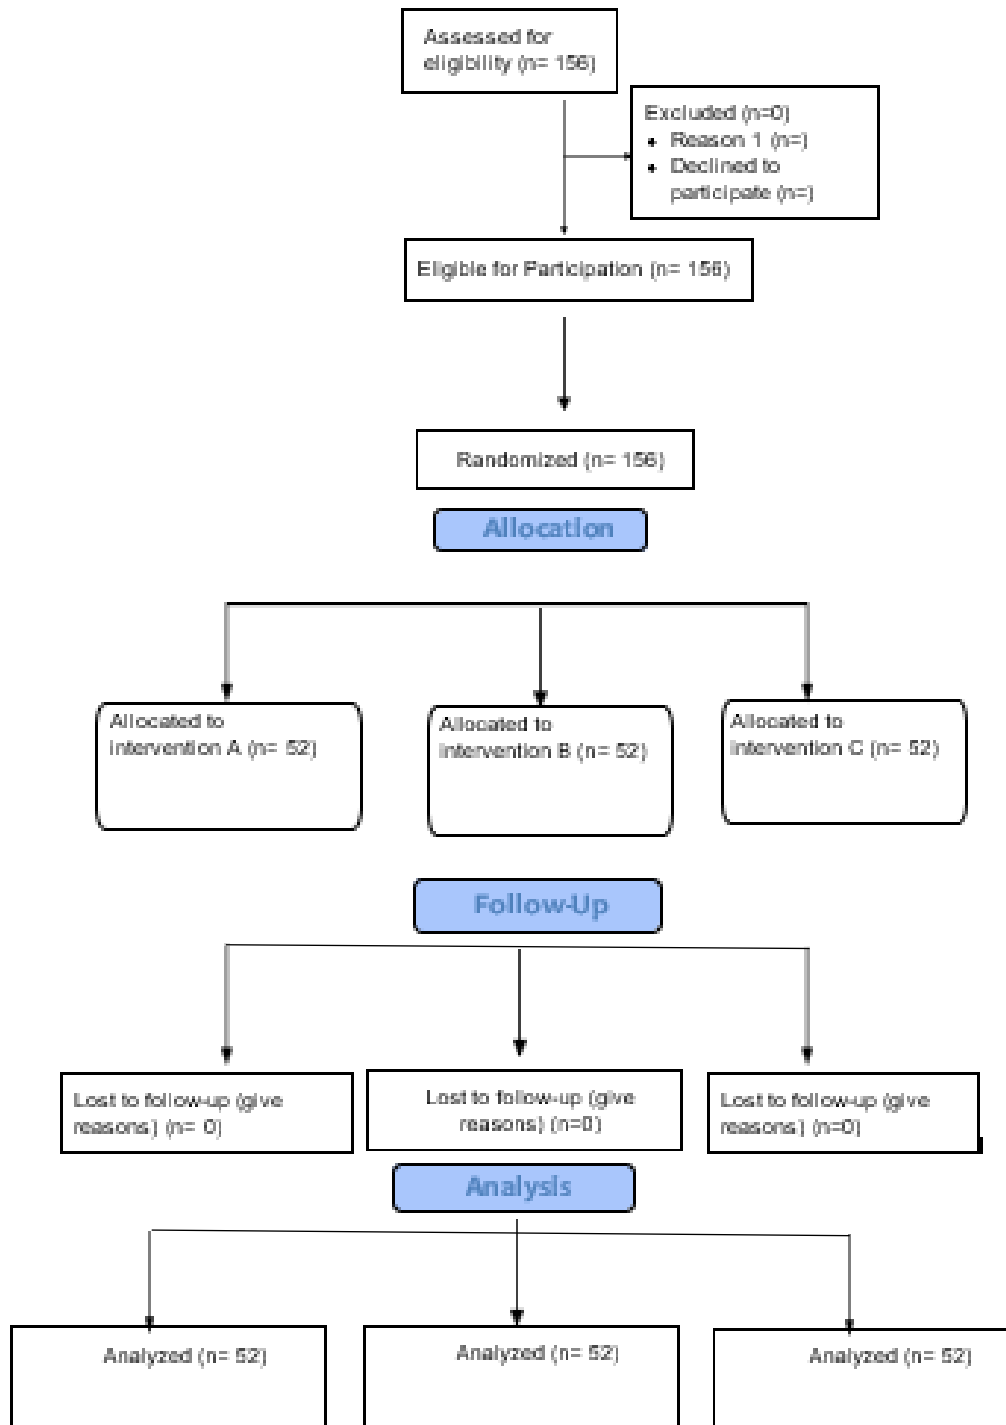 Assessed for
eligibility (n= 156)
Excluded (n=0)
• Reason 1 (n=)
• Declined to
participate (n=)
Eligible for Participation (n= 156)
Randomized (n= 156)
Allocation
Allocated to
intervention A (n= 52)
Allocated to
intervention B (n= 52)
Allocated to
intervention C (n= 52)
Follow-Up
Lost to follow-up (give
reasons) (n= 0)
Lost to follow-up (give
reasons) (n=0)
Lost to follow-up (give
reasons) (n=0)
Analysis
Analyzed (n= 52)
Analyzed (n= 52)
Analyzed (n= 52)